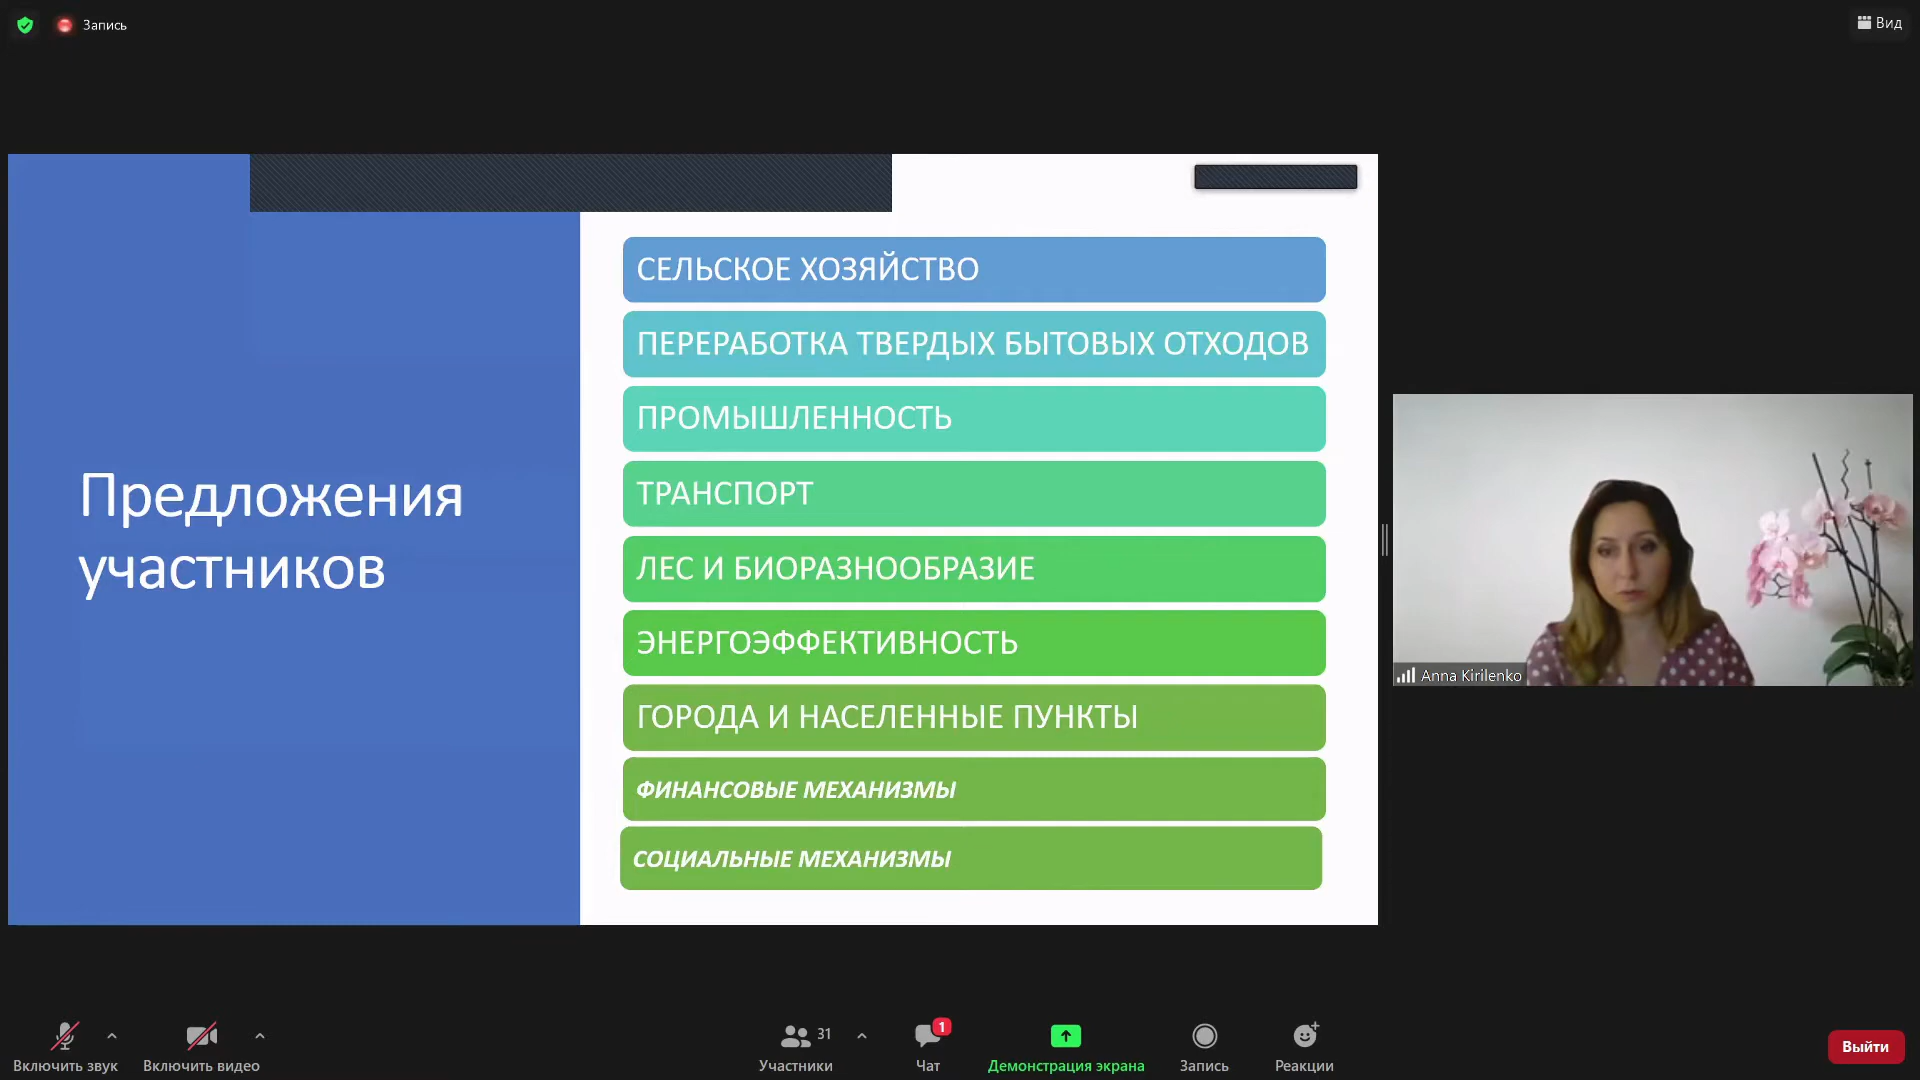 Запись
Вид
Предложения
участников
СЕЛЬСКОЕ ХОЗЯЙСТВО
ПЕРЕРАБОТКА ТВЕРДЫХ БЫТОВЫХ ОТХОДОВ
ПРОМЫШЛЕННОСТЬ
ТРАНСПОРТ
ЛЕС И БИОРАЗНООБРАЗИЕ
ЭНЕРГОЭФФЕКТИВНОСТЬ
ГОРОДА И НАСЕЛЕННЫЕ ПУНКТЫ
ФИНАНСОВЫЕ МЕХАНИЗМЫ
СОЦИАЛЬНЫЕ МЕХАНИЗМЫ
Anna Kirilenko
31
1
Включить звук
Включить видео
Участники
Чат
Демонстрация экрана
Запись
Реакции
Выйти